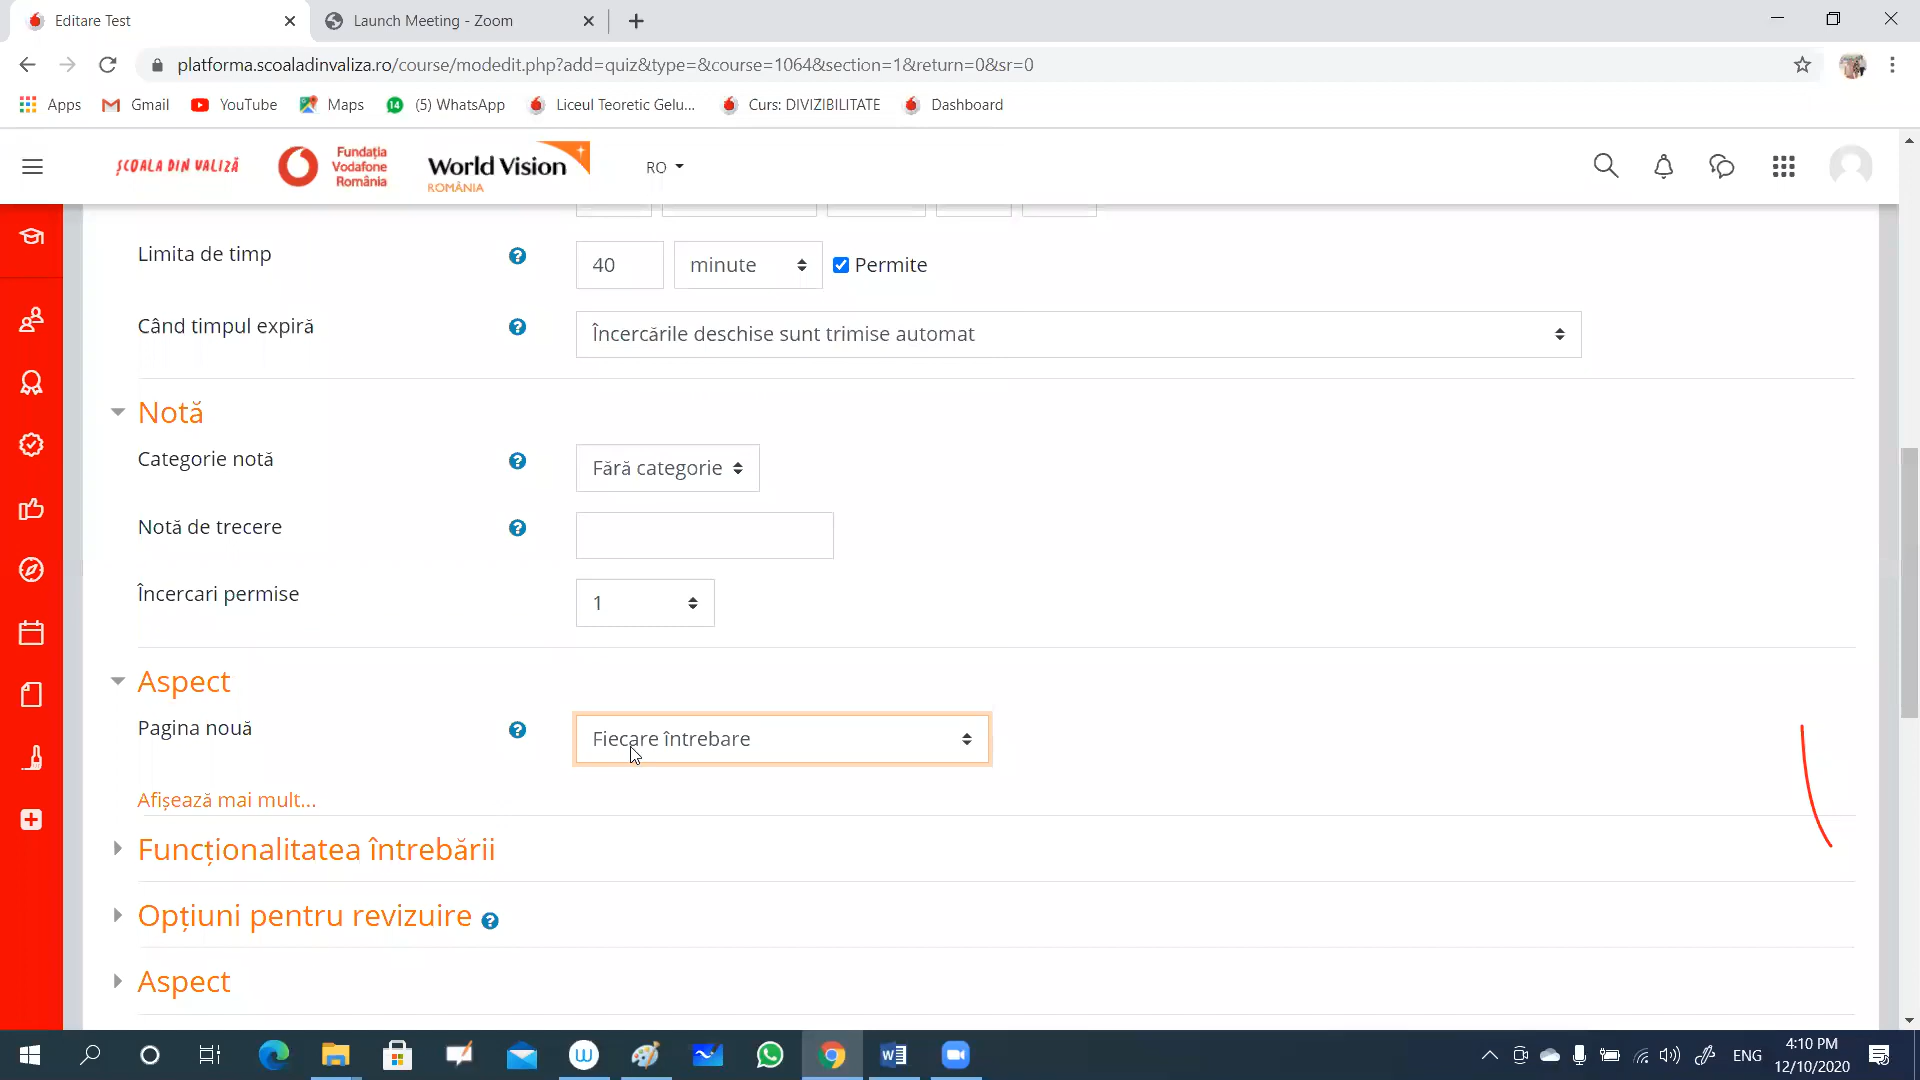 Editare Test
Launch Meeting - Zoom
platforma.scoaladinvaliza.ro/course/modedit.php?add=quiz&type=&course=1064&section=1&return=0&sr=0
Apps
Gmail
YouTube
Maps
14
(5) WhatsApp
Liceul Teoretic Gelu...
Curs: DIVIZIBILITATE
Dashboard
ȘCOALA DIN VALIZĂ
Fundația
Vodafone
România
World Vision
ROMÂNIA
RO
Limita de timp
40
minute
Permite
Când timpul expiră
Încercările deschise sunt trimise automat
Notă
Categorie notă
Fără categorie
Notă de trecere
Încercari permise
1
Aspect
Pagina nouă
Fiecare întrebare
Afișează mai mult...
Funcționalitatea întrebării
Opțiuni pentru revizuire
Aspect
ENG
4:10 PM
12/10/2020